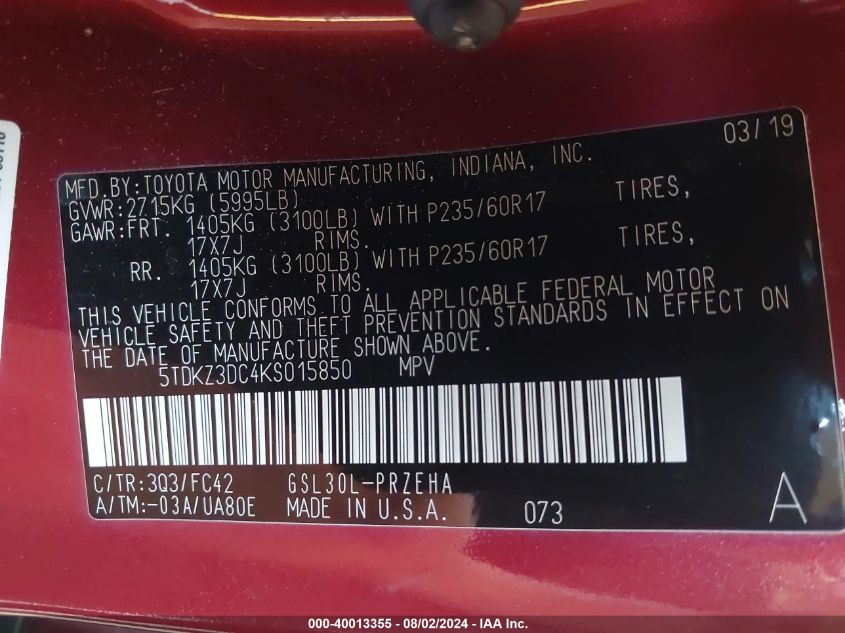 03/19
MFD.BY:TOYOTA MOTOR MANUFACTURING, INDIANA, INC.
GVWR:2715KG (5995LB)
GAWR:FRT. 1405KG (3100LB) WITH P235/60R17 TIRES,
17X7J RIMS.
RR. 1405KG (3100LB) WITH P235/60R17 TIRES,
17X7J RIMS.
THIS VEHICLE CONFORMS TO ALL APPLICABLE FEDERAL MOTOR
VEHICLE SAFETY AND THEFT PREVENTION STANDARDS IN EFFECT ON
THE DATE OF MANUFACTURE SHOWN ABOVE.
5TDKZ3DC4KS015850 MPV
C/TR:3Q3/FC42 GSL30L-PRZEHA
A/TM:-03A/UA80E MADE IN U.S.A. 073 A
000-40013355 - 08/02/2024 - IAA Inc.